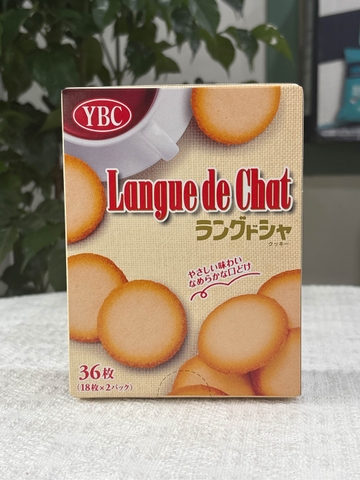 YBC
Langue de Chat
ラングドシャ
クッキー
やさしい味わい
なめらかな口どけ
36枚
(18枚×2パック)